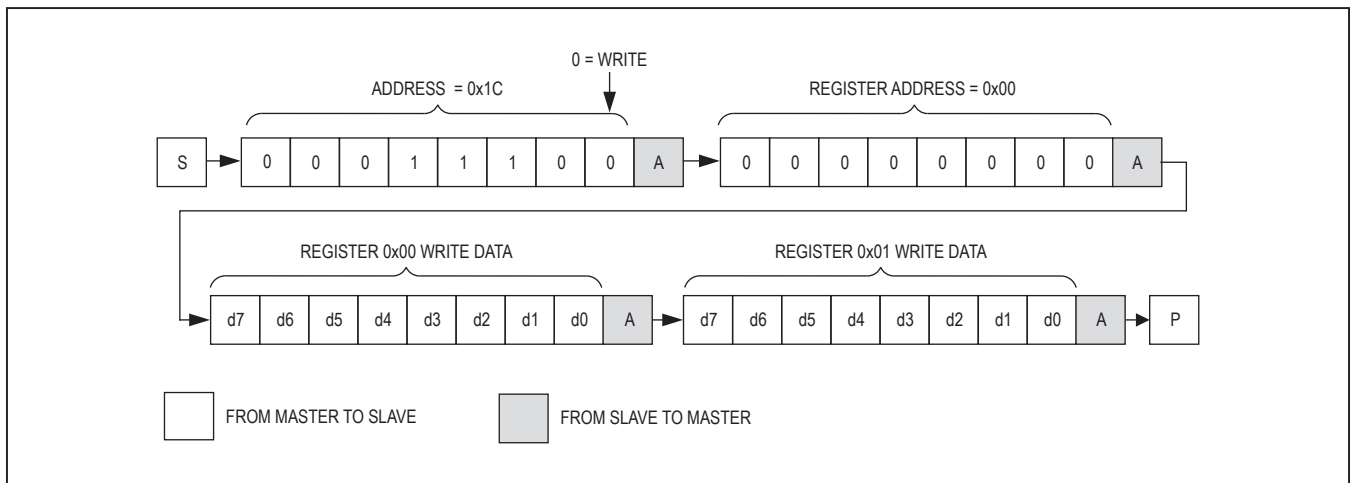 0 = WRITE
ADDRESS = 0x1C
REGISTER ADDRESS = 0x00
S 0 0 0 1 1 1 0 0 A 0 0 0 0 0 0 0 0 A
REGISTER 0x00 WRITE DATA
REGISTER 0x01 WRITE DATA
d7 d6 d5 d4 d3 d2 d1 d0 A d7 d6 d5 d4 d3 d2 d1 d0 A P
FROM MASTER TO SLAVE
FROM SLAVE TO MASTER